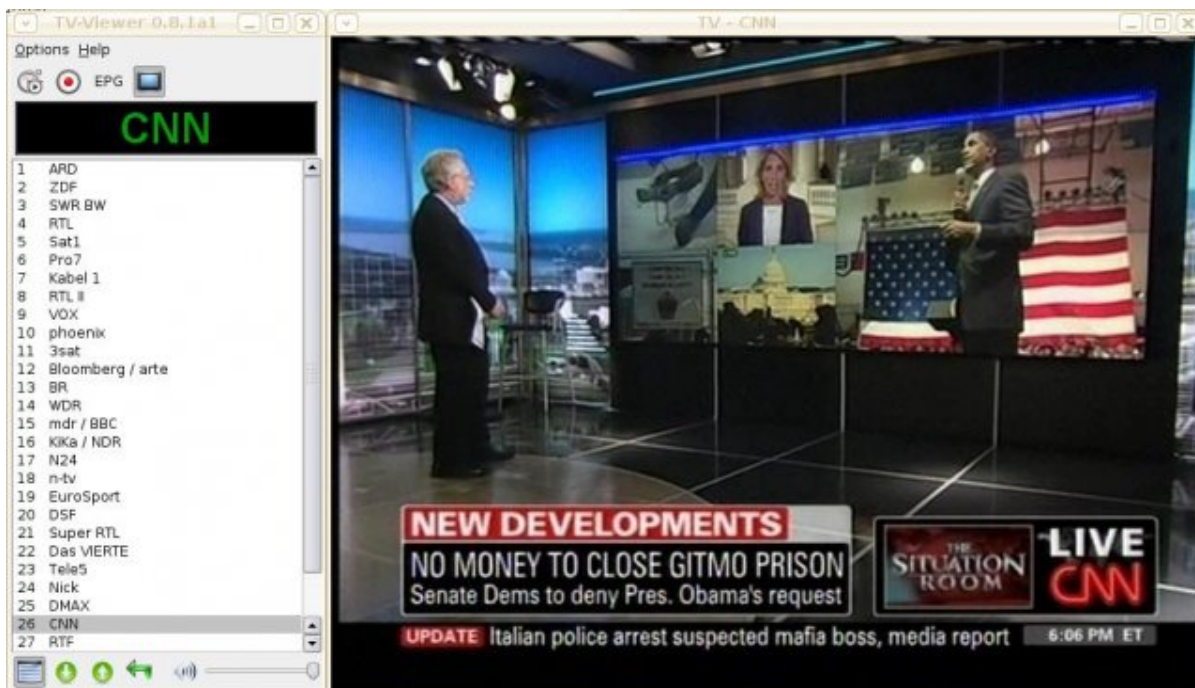 TV-Viewer 0.8.1a1
Options Help
EPG
CNN
1 ARD
2 ZDF
3 SWR BW
4 RTL
5 Sat1
6 Pro7
7 Kabel 1
8 RTL II
9 VOX
10 phoenix
11 3sat
12 Bloomberg / arte
13 BR
14 WDR
15 mdr / BBC
16 KiKa / NDR
17 N24
18 n-tv
19 EuroSport
20 DSF
21 Super RTL
22 Das VIERTE
23 Tele5
24 Nick
25 DMAX
26 CNN
27 RTF
TV - CNN
NEW DEVELOPMENTS
NO MONEY TO CLOSE GITMO PRISON
Senate Dems to deny Pres. Obama's request
THE
SITUATION
ROOM
LIVE
CNN
UPDATE Italian police arrest suspected mafia boss, media report 6:06 PM ET